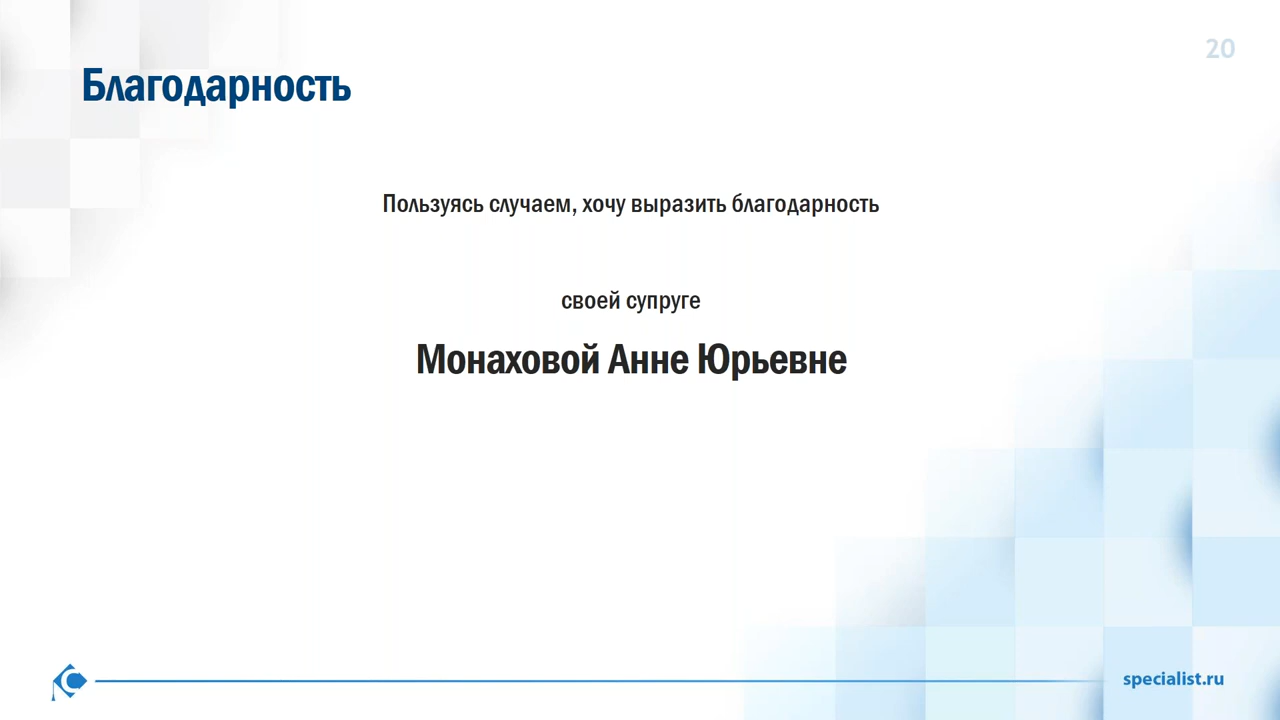 20
Благодарность
Пользуясь случаем, хочу выразить благодарность
своей супруге
Монаховой Анне Юрьевне
specialist.ru